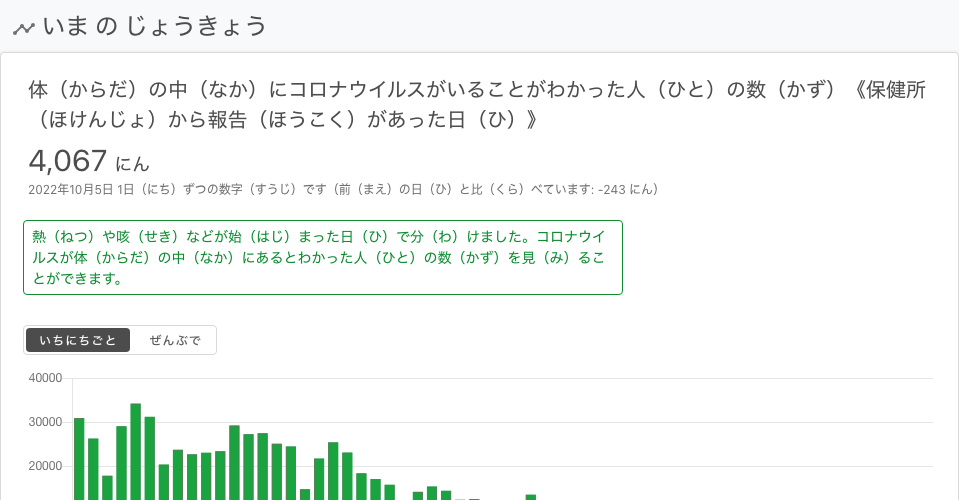 いま の じょうきょう
体（からだ）の中（なか）にコロナウイルスがいることがわかった人（ひと）の数（かず）《保健所
（ほけんじょ）から報告（ほうこく）があった日（ひ）》
4,067 にん
2022年10月5日 1日（にち）ずつの数字（すうじ）です（前（まえ）の日（ひ）と比（くら）べています: -243 にん）
熱（ねつ）や咳（せき）などが始（はじ）まった日（ひ）で分（わ）けました。コロナウイ
ルスが体（からだ）の中（なか）にあるとわかった人（ひと）の数（かず）を見（み）るこ
とができます。
いちにちごと ぜんぶで
40000
30000
20000